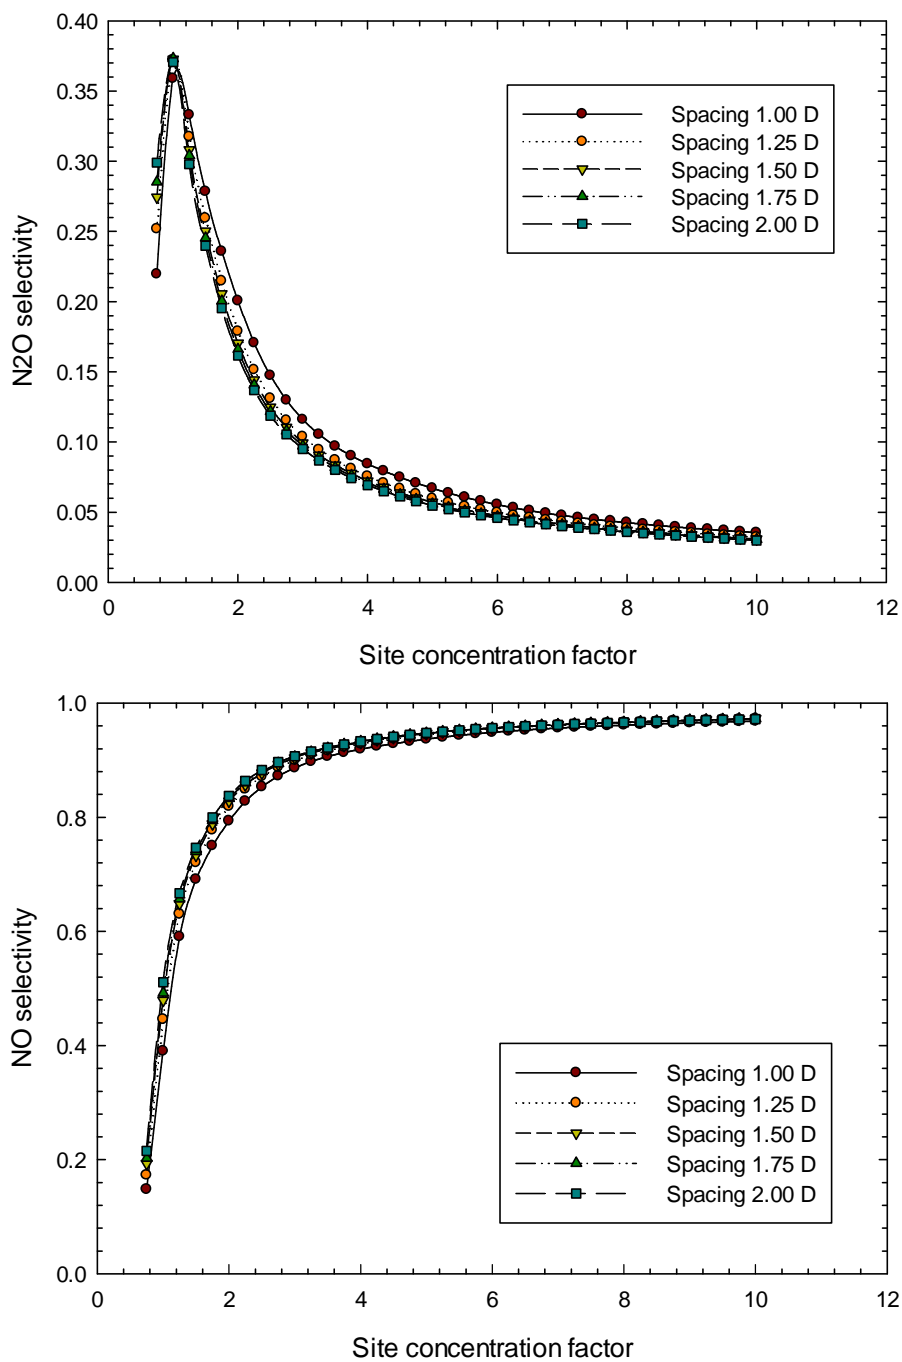 0.40
0.35
0.30
0.25
0.20
0.15
0.10
0.05
0.00
N2O selectivity
Spacing 1.00 D
Spacing 1.25 D
Spacing 1.50 D
Spacing 1.75 D
Spacing 2.00 D
0 2 4 6 8 10 12
Site concentration factor
1.0
0.8
0.6
0.4
0.2
0.0
NO selectivity
Spacing 1.00 D
Spacing 1.25 D
Spacing 1.50 D
Spacing 1.75 D
Spacing 2.00 D
0 2 4 6 8 10 12
Site concentration factor